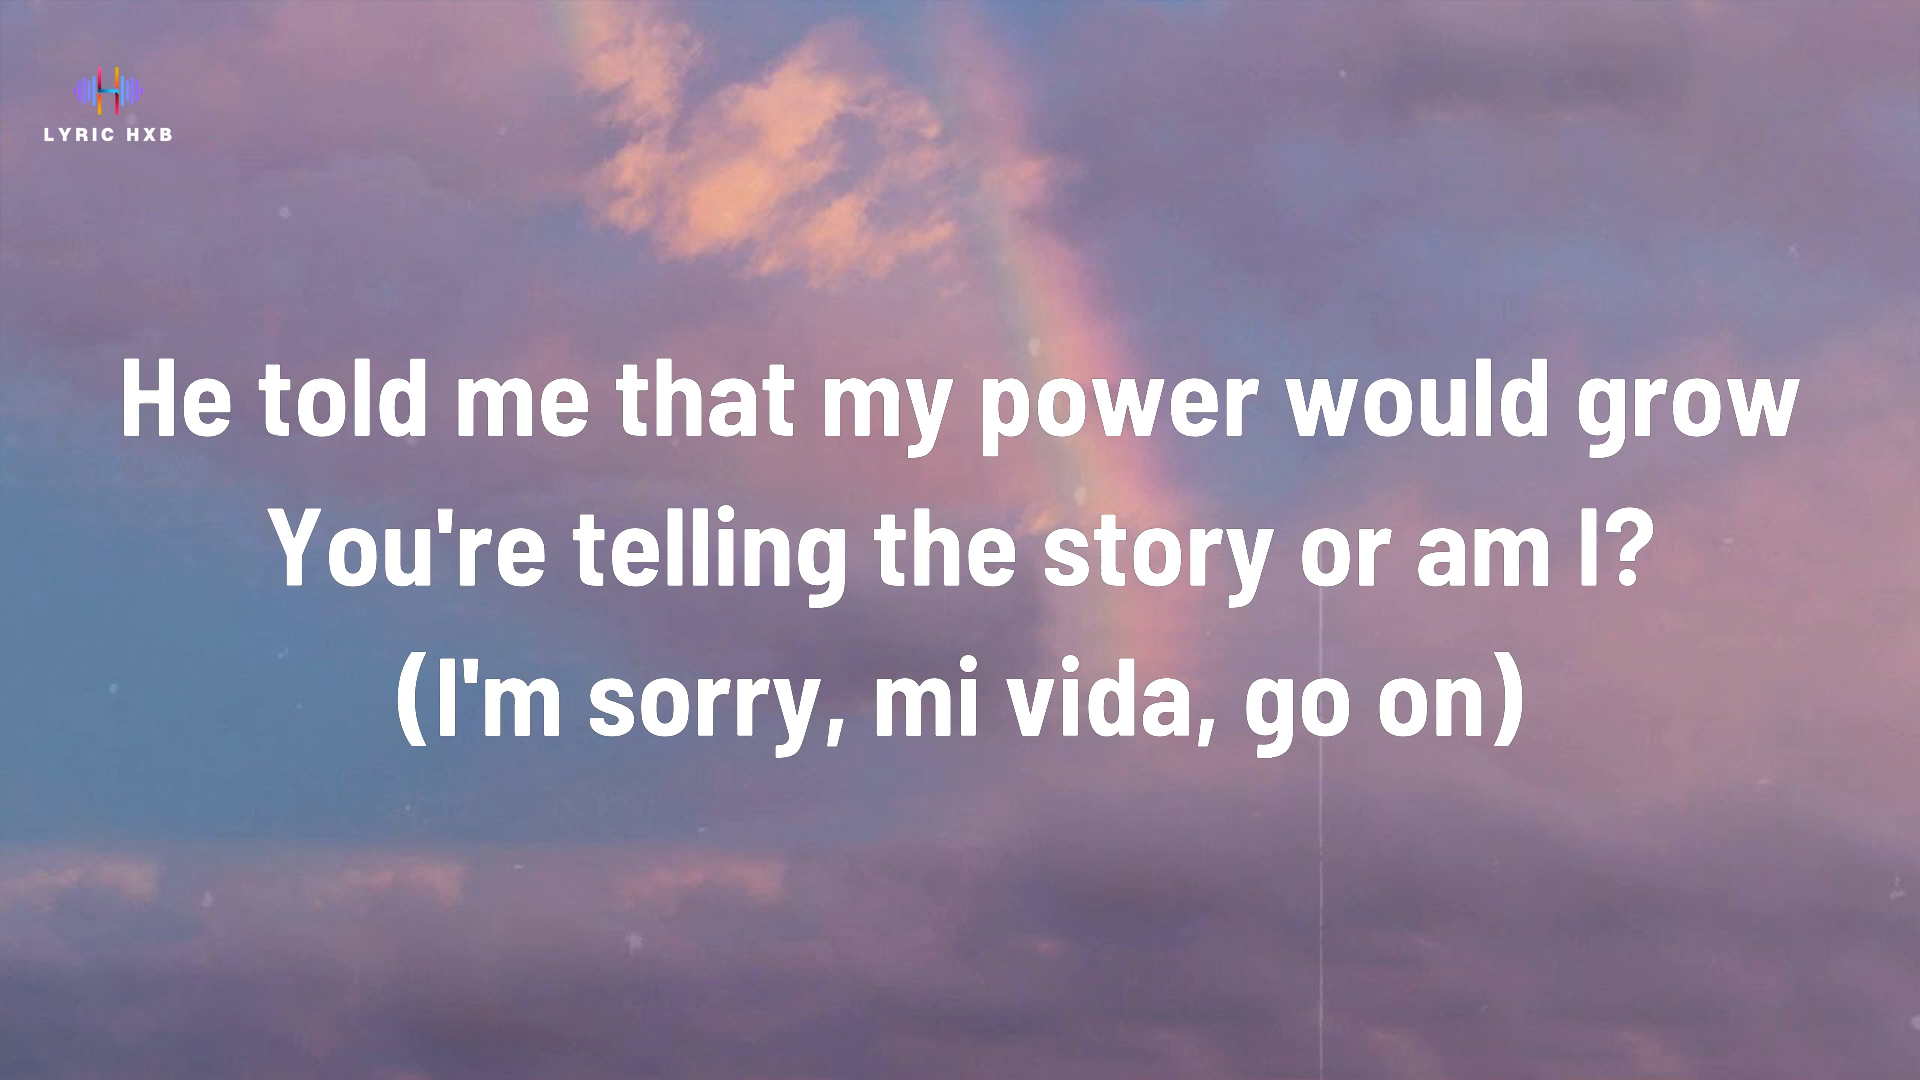 LYRIC HXB
He told me that my power would grow
You're telling the story or am I?
(I'm sorry, mi vida, go on)